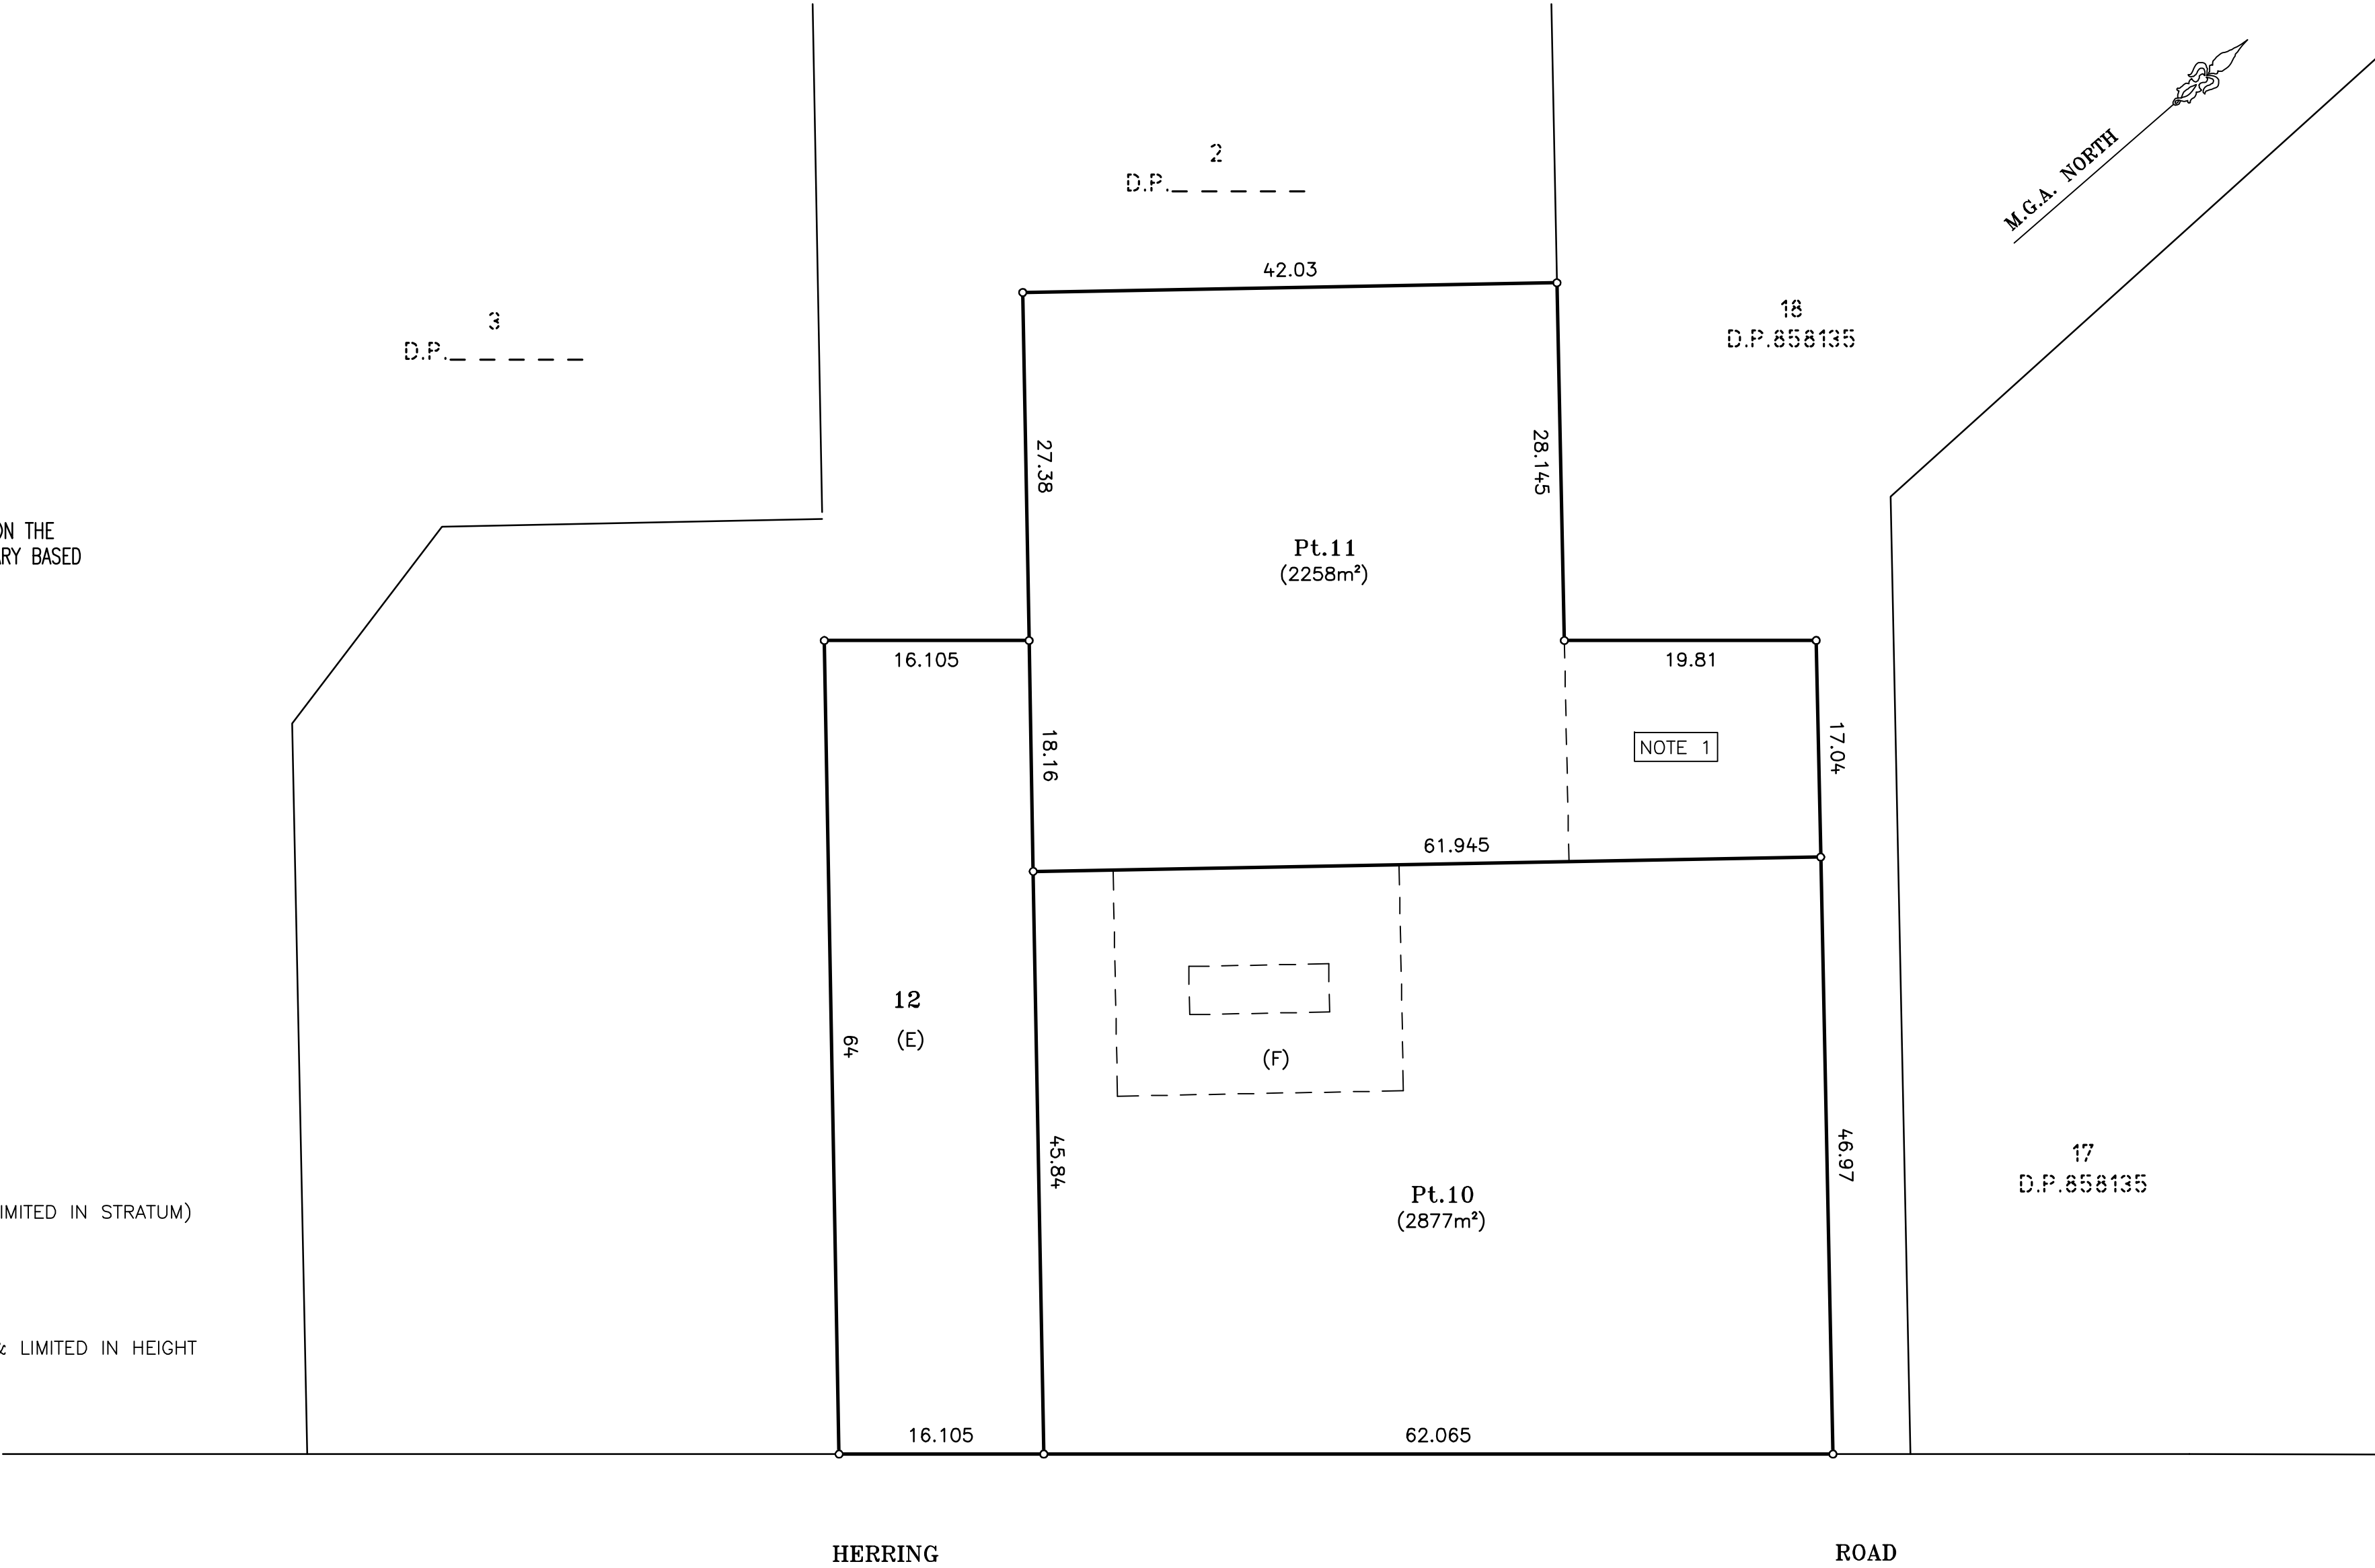 M.G.A. NORTH
2
D.P._ _ _ _ _
42.03
18
D.P.858135
3
D.P._ _ _ _ _
27.38
28.145
ON THE
RY BASED
Pt.11
(2258m²)
16.105
19.81
18.16
NOTE 1
17.04
61.945
12
(E)
64
(F)
45.84
46.97
17
D.P.858135
Pt.10
(2877m²)
IMITED IN STRATUM)
& LIMITED IN HEIGHT
16.105
62.065
HERRING ROAD